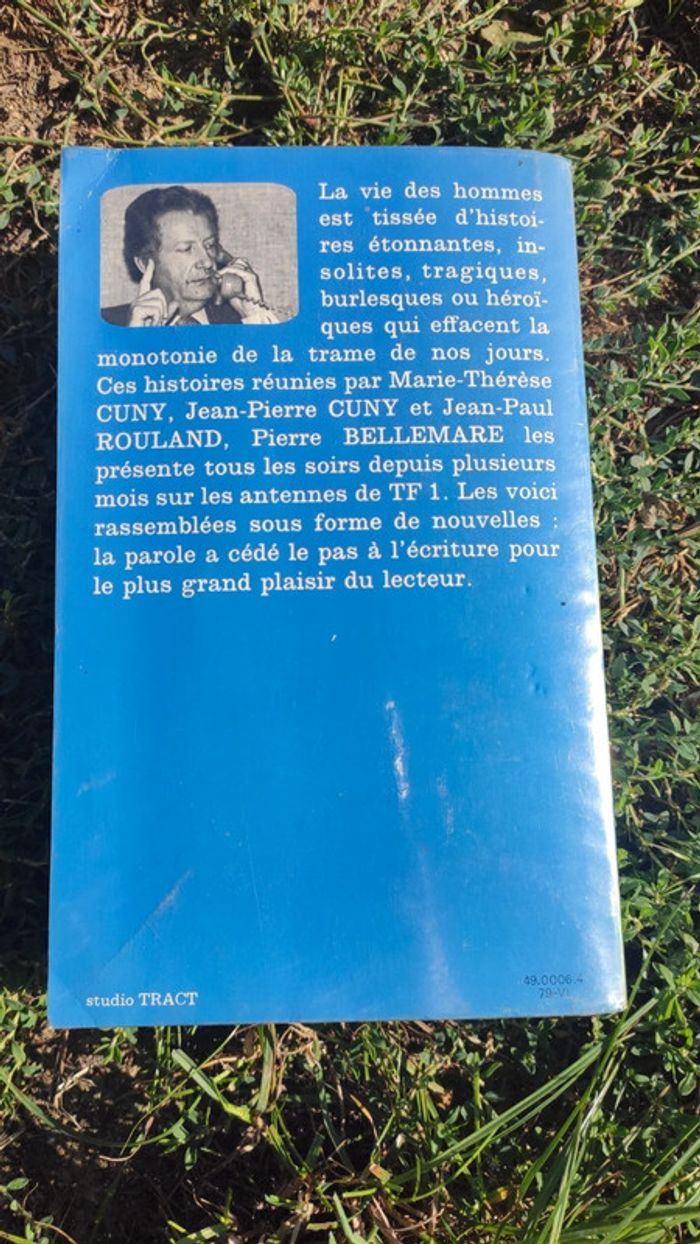 La vie des hommes
est tissée d'histoi-
res étonnantes, in-
solites, tragiques,
burlesques ou héroï-
ques qui effacent la
monotonie de la trame de nos jours.
Ces histoires réunies par Marie-Thérèse
CUNY, Jean-Pierre CUNY et Jean-Paul
ROULAND, Pierre BELLEMARE les
présente tous les soirs depuis plusieurs
mois sur les antennes de TF 1. Les voici
rassemblées sous forme de nouvelles :
la parole a cédé le pas à l'écriture pour
le plus grand plaisir du lecteur.
studio TRACT
49.0006.4